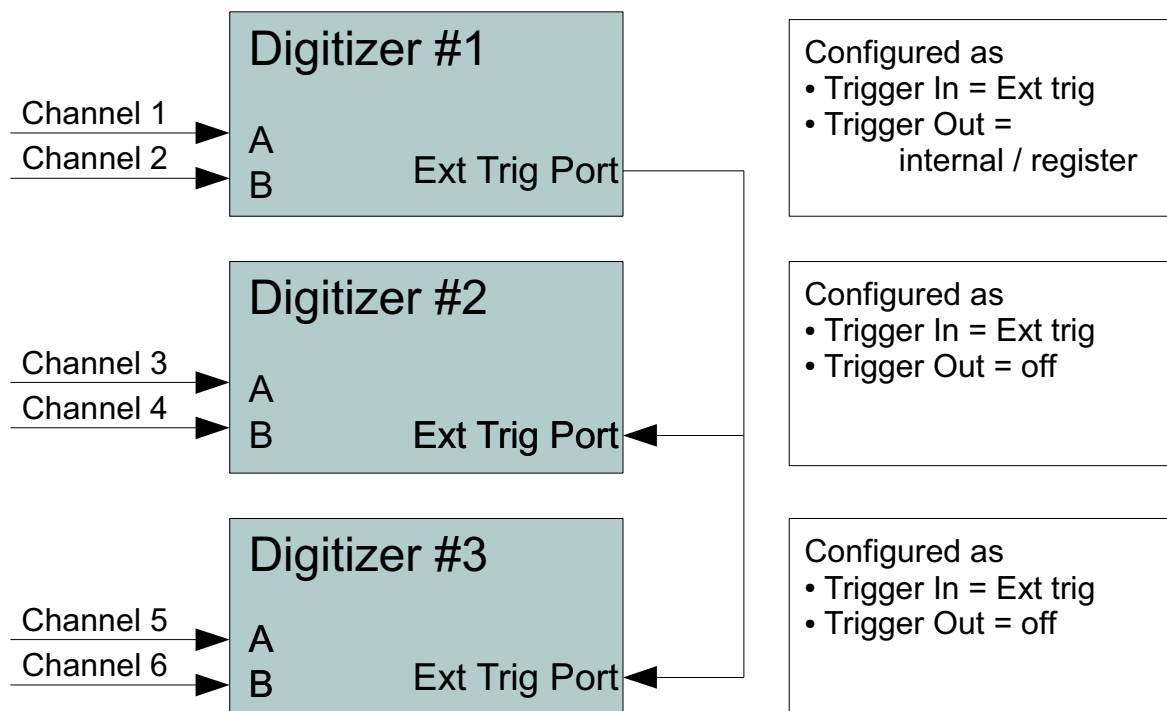 Digitizer #1
Channel 1
Channel 2
A
B
Ext Trig Port
Configured as
• Trigger In = Ext trig
• Trigger Out =
internal / register
Digitizer #2
Channel 3
Channel 4
A
B
Ext Trig Port
Configured as
• Trigger In = Ext trig
• Trigger Out = off
Digitizer #3
Channel 5
Channel 6
A
B
Ext Trig Port
Configured as
• Trigger In = Ext trig
• Trigger Out = off